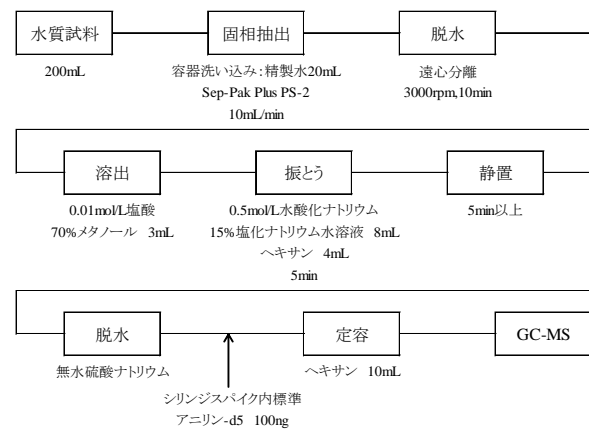 水質試料
固相抽出
脱水
200mL
容器洗い込み:精製水20mL
Sep-Pak Plus PS-2
10mL/min
遠心分離
3000rpm,10min
溶出
振とう
静置
0.01mol/L塩酸
70%メタノール 3mL
0.5mol/L水酸化ナトリウム
15%塩化ナトリウム水溶液 8mL
ヘキサン 4mL
5min
5min以上
脱水
定容
GC-MS
無水硫酸ナトリウム
ヘキサン 10mL
シリンジスパイク内標準
アニリン-d5 100ng